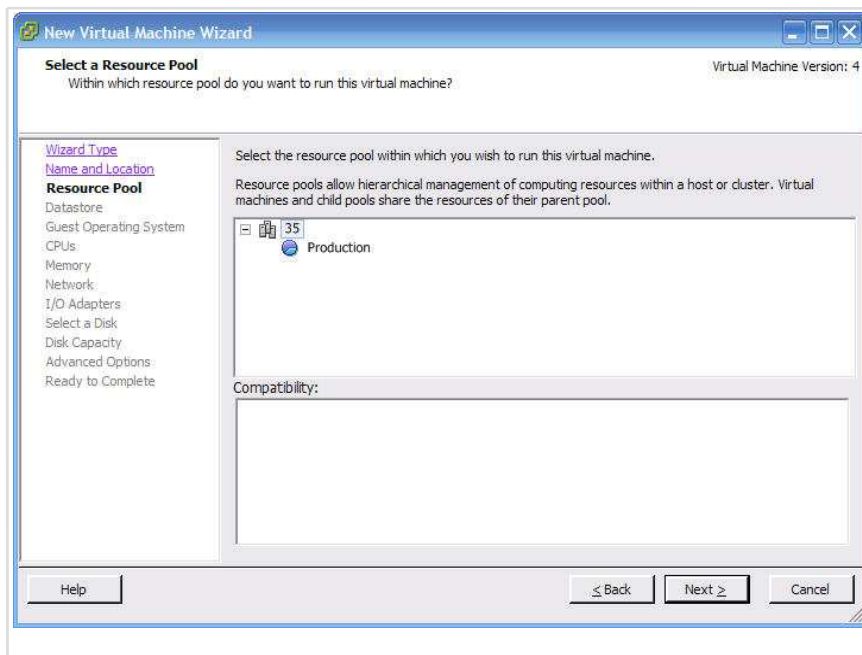 New Virtual Machine Wizard
Select a Resource Pool
Within which resource pool do you want to run this virtual machine?
Virtual Machine Version: 4
Wizard Type
Name and Location
Resource Pool
Datastore
Guest Operating System
CPUs
Memory
Network
I/O Adapters
Select a Disk
Disk Capacity
Advanced Options
Ready to Complete
Select the resource pool within which you wish to run this virtual machine.
Resource pools allow hierarchical management of computing resources within a host or cluster. Virtual
machines and child pools share the resources of their parent pool.
35
Production
Compatibility:
Help
< Back
Next >
Cancel